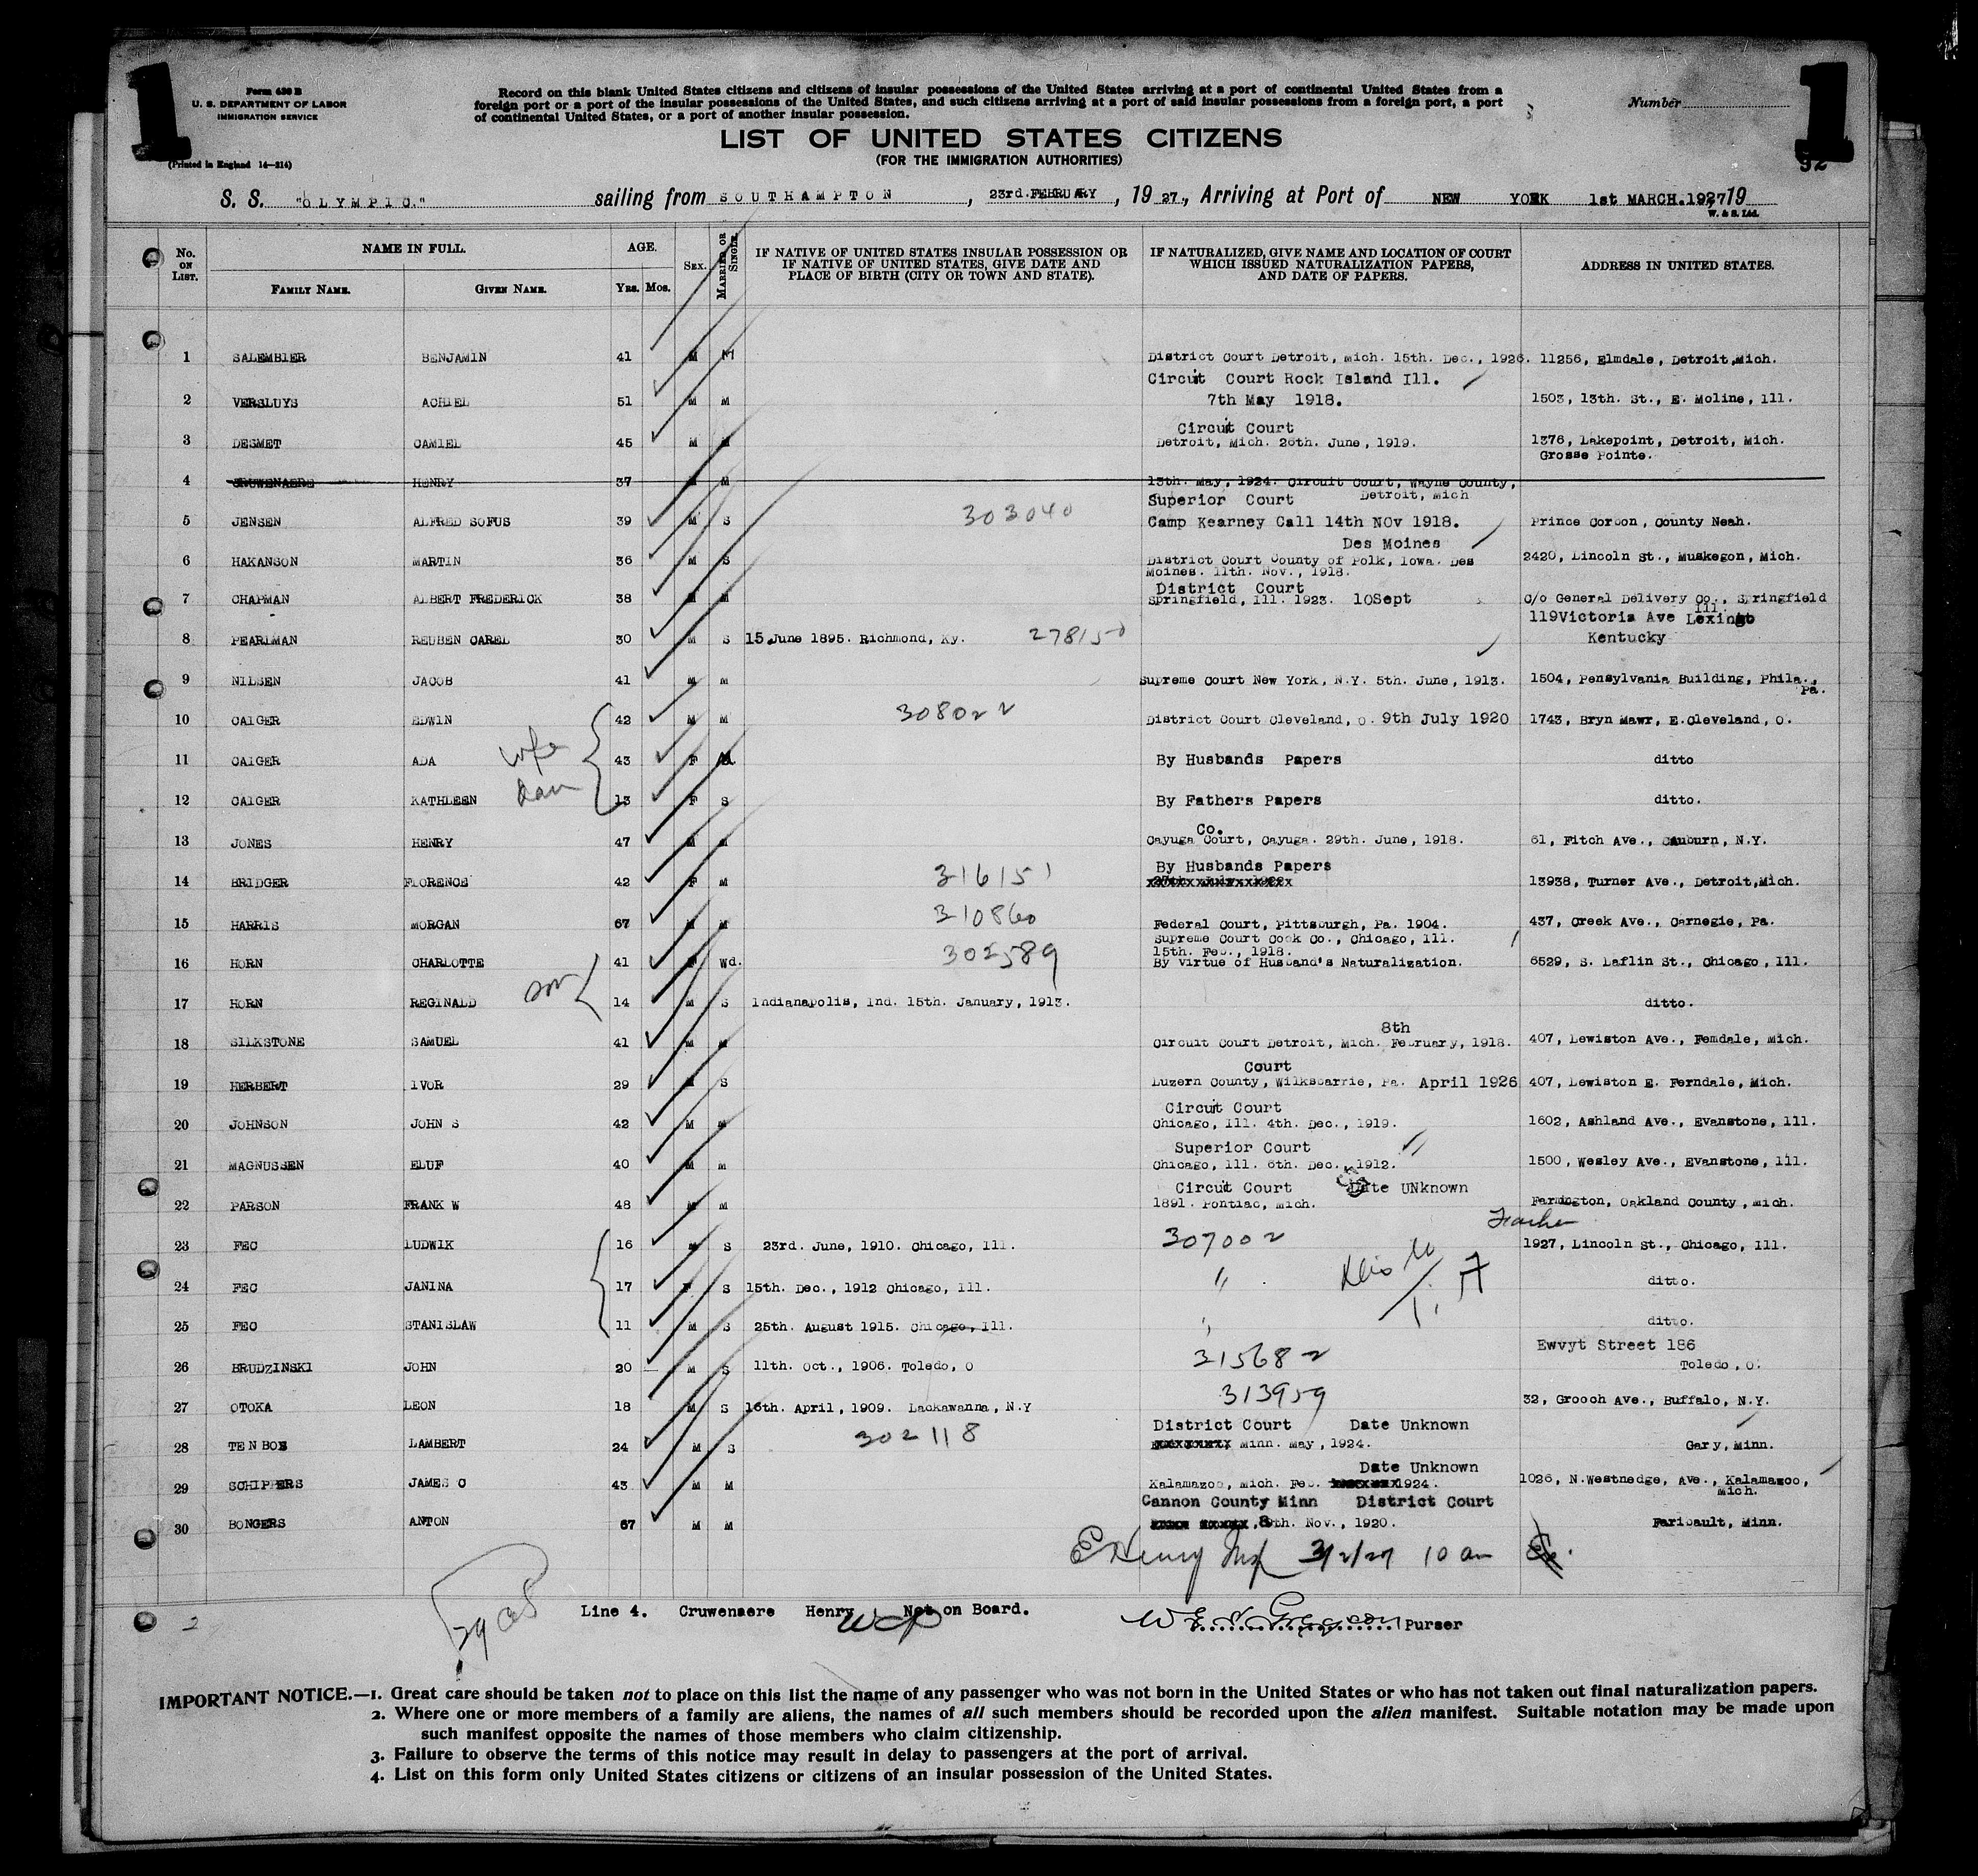 1
1
Form 630 B
U. S. DEPARTMENT OF LABOR
IMMIGRATION SERVICE
(Printed in England 14—214)
Record on this blank United States citizens and citizens of insular possessions of the United States arriving at a port of continental United States from a
foreign port or a port of the insular possessions of the United States, and such citizens arriving at a port of said insular possessions from a foreign port, a port
of continental United States, or a port of another insular possession.
Number
LIST OF UNITED STATES CITIZENS
(FOR THE IMMIGRATION AUTHORITIES)
92
S. S. "OLYMPIC." sailing from SOUTHAMPTON, 23rd.FEBRUARY, 1927., Arriving at Port of NEW YORK 1st MARCH.192719
W. & S. Ltd.
No. ON LIST. NAME IN FULL. FAMILY NAME. GIVEN NAME. AGE. YRS. MOS. SEX. MARRIED OR SINGLE. IF NATIVE OF UNITED STATES INSULAR POSSESSION OR IF NATIVE OF UNITED STATES, GIVE DATE AND PLACE OF BIRTH (CITY OR TOWN AND STATE). IF NATURALIZED, GIVE NAME AND LOCATION OF COURT WHICH ISSUED NATURALIZATION PAPERS, AND DATE OF PAPERS. ADDRESS IN UNITED STATES.
1 SALEMBIER BENJAMIN 41 M M District Court Detroit, Mich. 15th. Dec., 1926. 11256, Elmdale, Detroit,Mich.
Circuit Court Rock Island Ill.
2 VERSLUYS ACHIEL 51 M M 7th May 1918. 1503, 13th. St., E. Moline, Ill.
Circuit Court
3 DESMET CAMIEL 45 M M Detroit, Mich. 26th. June, 1919. 1376, Lakepoint, Detroit, Mich.
Grosse Pointe.
4 CRUWENAERE HENRY 37 M M 13th. May, 1924. Circuit Court, Wayne County,
Detroit, Mich
Superior Court
5 JENSEN ALFRED SOFUS 39 M S 303040 Camp Kearney Call 14th NOv 1918. Prince Corbon, County Neah.
Des Moines
6 HAKANSON MARTIN 36 M S District Court County of Polk, Iowa. Des 2420, Lincoln St., Muskegon, Mich.
Moines. 11th. Nov., 1918.
District Court
7 CHAPMAN ALBERT FREDERICK 38 M M Springfield, Ill. 1923. 10Sept C/o General Delivery Co., Springfield
Ill.
119Victoria Ave Lexingt
8 PEARLMAN REUBEN CAREL 30 M S 15.June 1895. Richmond, Ky. 278150 Kentucky
9 NILSEN JACOB 41 M M Supreme Court New York, N.Y. 5th. June, 1913. 1504, Pensylvania Building, Phila.,
Pa.
10 CAIGER EDWIN 42 M M 308022 District Court Cleveland, O. 9th July 1920 1743, Bryn Mawr, E.Cleveland, O.
11 CAIGER ADA wife 43 F M By Husbands Papers ditto
12 CAIGER KATHLEEN dau 13 F S By Fathers Papers ditto.
Co.
13 JONES HENRY 47 M M Cayuga Court, Cayuga. 29th. June, 1918. 61, Fitch Ave., Auburn, N.Y.
By Husbands Papers
14 BRIDGER FLORENCE 42 F M 316151 13938, Turner Ave., Detroit,Mich.
15 HARRIS MORGAN 67 M M 310860 Federal Court, Pittsburgh, Pa. 1904. 437, Creek Ave., Carnegie, Pa.
Supreme Court Cook Co., Chicago, Ill.
15th. Feb., 1918.
16 HORN CHARLOTTE 41 F Wd. 302589 By virtue of Husband's Naturalization. 6529, S. Laflin St., Chicago, Ill.
17 HORN REGINALD son 14 M S Indianapolis, Ind. 15th. January, 1913. ditto.
8th
18 SILKSTONE SAMUEL 41 M M Circuit Court Detroit, Mich. February, 1918. 407, Lewiston Ave., Femdale, Mich.
Court
19 HERBERT IVOR 29 M S Luzern County, Wilksbarrie, Pa. April 1926 407, Lewiston E. Ferndale, Mich.
Circuit Court
20 JOHNSON JOHN S 42 M M Chicago, Ill. 4th. Dec., 1919. 1602, Ashland Ave., Evanstone, Ill.
Superior Court
21 MAGNUSSEN ELUF 40 M M Chicago, Ill. 6th. Dec. 1912. 1500, Wesley Ave., Evanstone, Ill.
Circuit Court Date UNknown
22 PARSON FRANK W 48 M M 1891. Pontiac, Mich. Farmington, Oakland County, Mich.
23 FEC LUDWIK 16 M S 23rd. June, 1910. Chicago, Ill. 307002 1927, Lincoln St., Chicago, Ill.
24 FEC JANINA 17 F S 15th. Dec., 1912 Chicago, Ill. " ditto.
25 FEC STANISLAW 11 M S 25th. August 1915. Chicago, Ill. ditto.
Ewvyt Street 186
26 BRUDZINSKI JOHN 20 M S 11th. Oct., 1906. Toledo, O 315682 Toledo, O.
27 OTOKA LEON 18 M S 16th. April, 1909. Lackawanna, N.Y 313959 32, Grooch Ave., Buffalo, N.Y.
District Court Date Unknown
28 TEN BOS LAMBERT 24 M S 302118 Minn. May, 1924. Gary, Minn.
Date Unknown
29 SCHIPPERS JAMES C 43 M M Kalamazoo, Mich. Feb. 1924. 1026, N.Westnedge, Ave., Kalamazoo,
Mich.
Cannon County Minn District Court
30 BONGERS ANTON 67 M M 8th. Nov., 1920. Faribault, Minn.
E Henry Insp 3/2/27 10 am
2
Line 4. Cruwenaere Henry Not on Board.
Purser
IMPORTANT NOTICE.—1. Great care should be taken not to place on this list the name of any passenger who was not born in the United States or who has not taken out final naturalization papers.
2. Where one or more members of a family are aliens, the names of all such members should be recorded upon the alien manifest. Suitable notation may be made upon
such manifest opposite the names of those members who claim citizenship.
3. Failure to observe the terms of this notice may result in delay to passengers at the port of arrival.
4. List on this form only United States citizens or citizens of an insular possession of the United States.